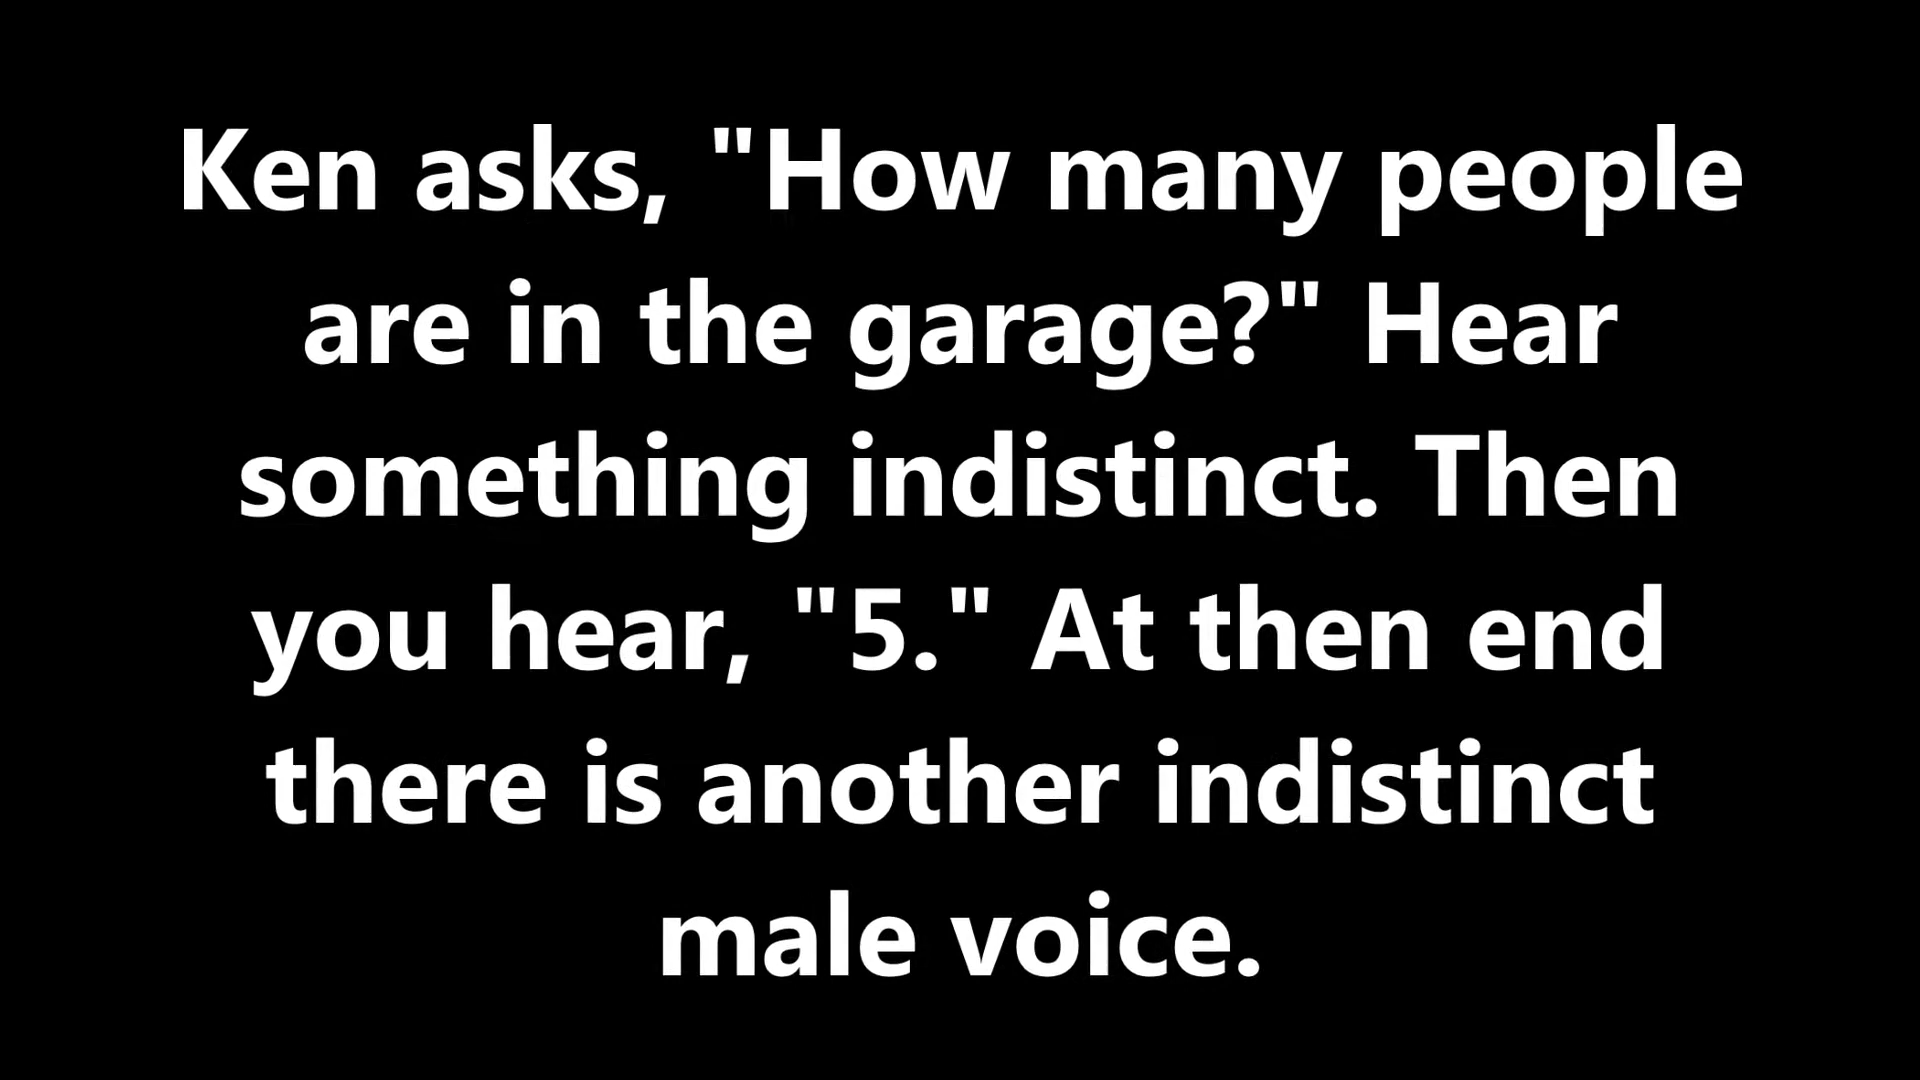 Ken asks, "How many people
are in the garage?" Hear
something indistinct. Then
you hear, "5." At then end
there is another indistinct
male voice.